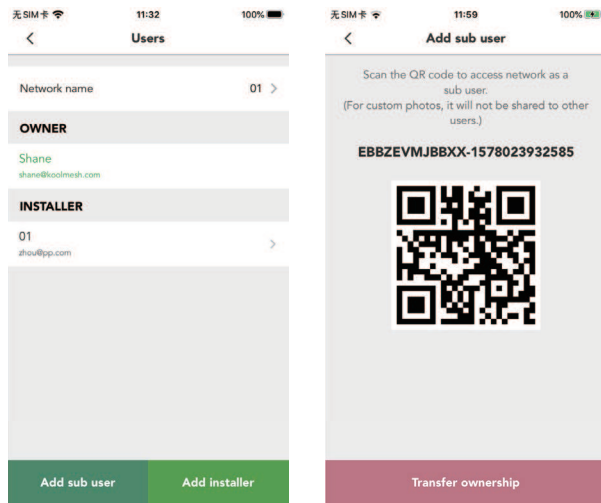 无SIM卡 11:32 100%
Users
Network name 01
OWNER
Shane
shane@koolmesh.com
INSTALLER
01
zhou@pp.com
Add sub user Add installer
无SIM卡 11:59 100%
Add sub user
Scan the QR code to access network as a
sub user.
(For custom photos, it will not be shared to other
users.)
EBBZEVMJBBXX-1578023932585
Transfer ownership